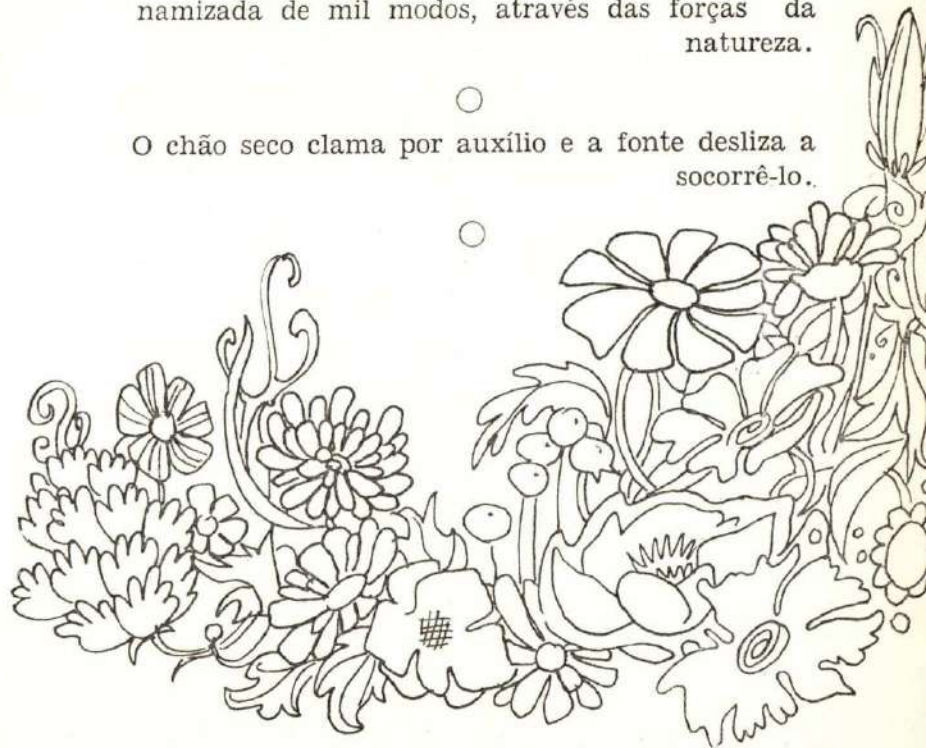 namizada de mil modos, através das forças da
natureza.
O chão seco clama por auxílio e a fonte desliza a
socorrê-lo.